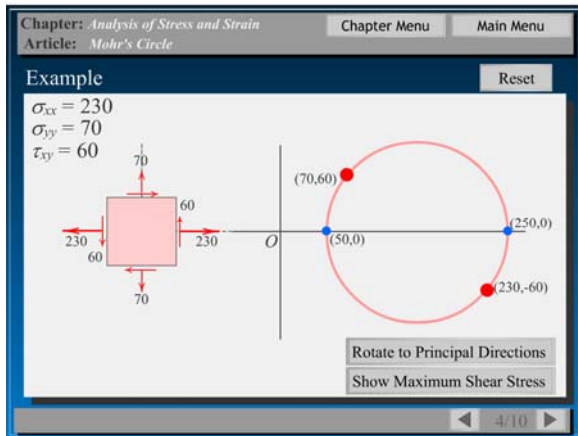 Chapter: Analysis of Stress and Strain
Chapter Menu
Main Menu
Article: Mohr's Circle
Example
Reset
σxx = 230
σyy = 70
τxy = 60
70
60
230
230
60
70
O
(70,60)
(50,0)
(250,0)
(230,-60)
Rotate to Principal Directions
Show Maximum Shear Stress
4/10